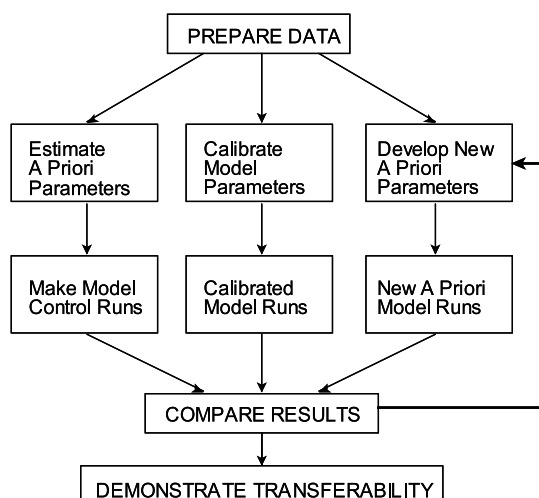 PREPARE DATA
Estimate
A Priori
Parameters
Calibrate
Model
Parameters
Develop New
A Priori
Parameters
Make Model
Control Runs
Calibrated
Model Runs
New A Priori
Model Runs
COMPARE RESULTS
DEMONSTRATE TRANSFERABILITY